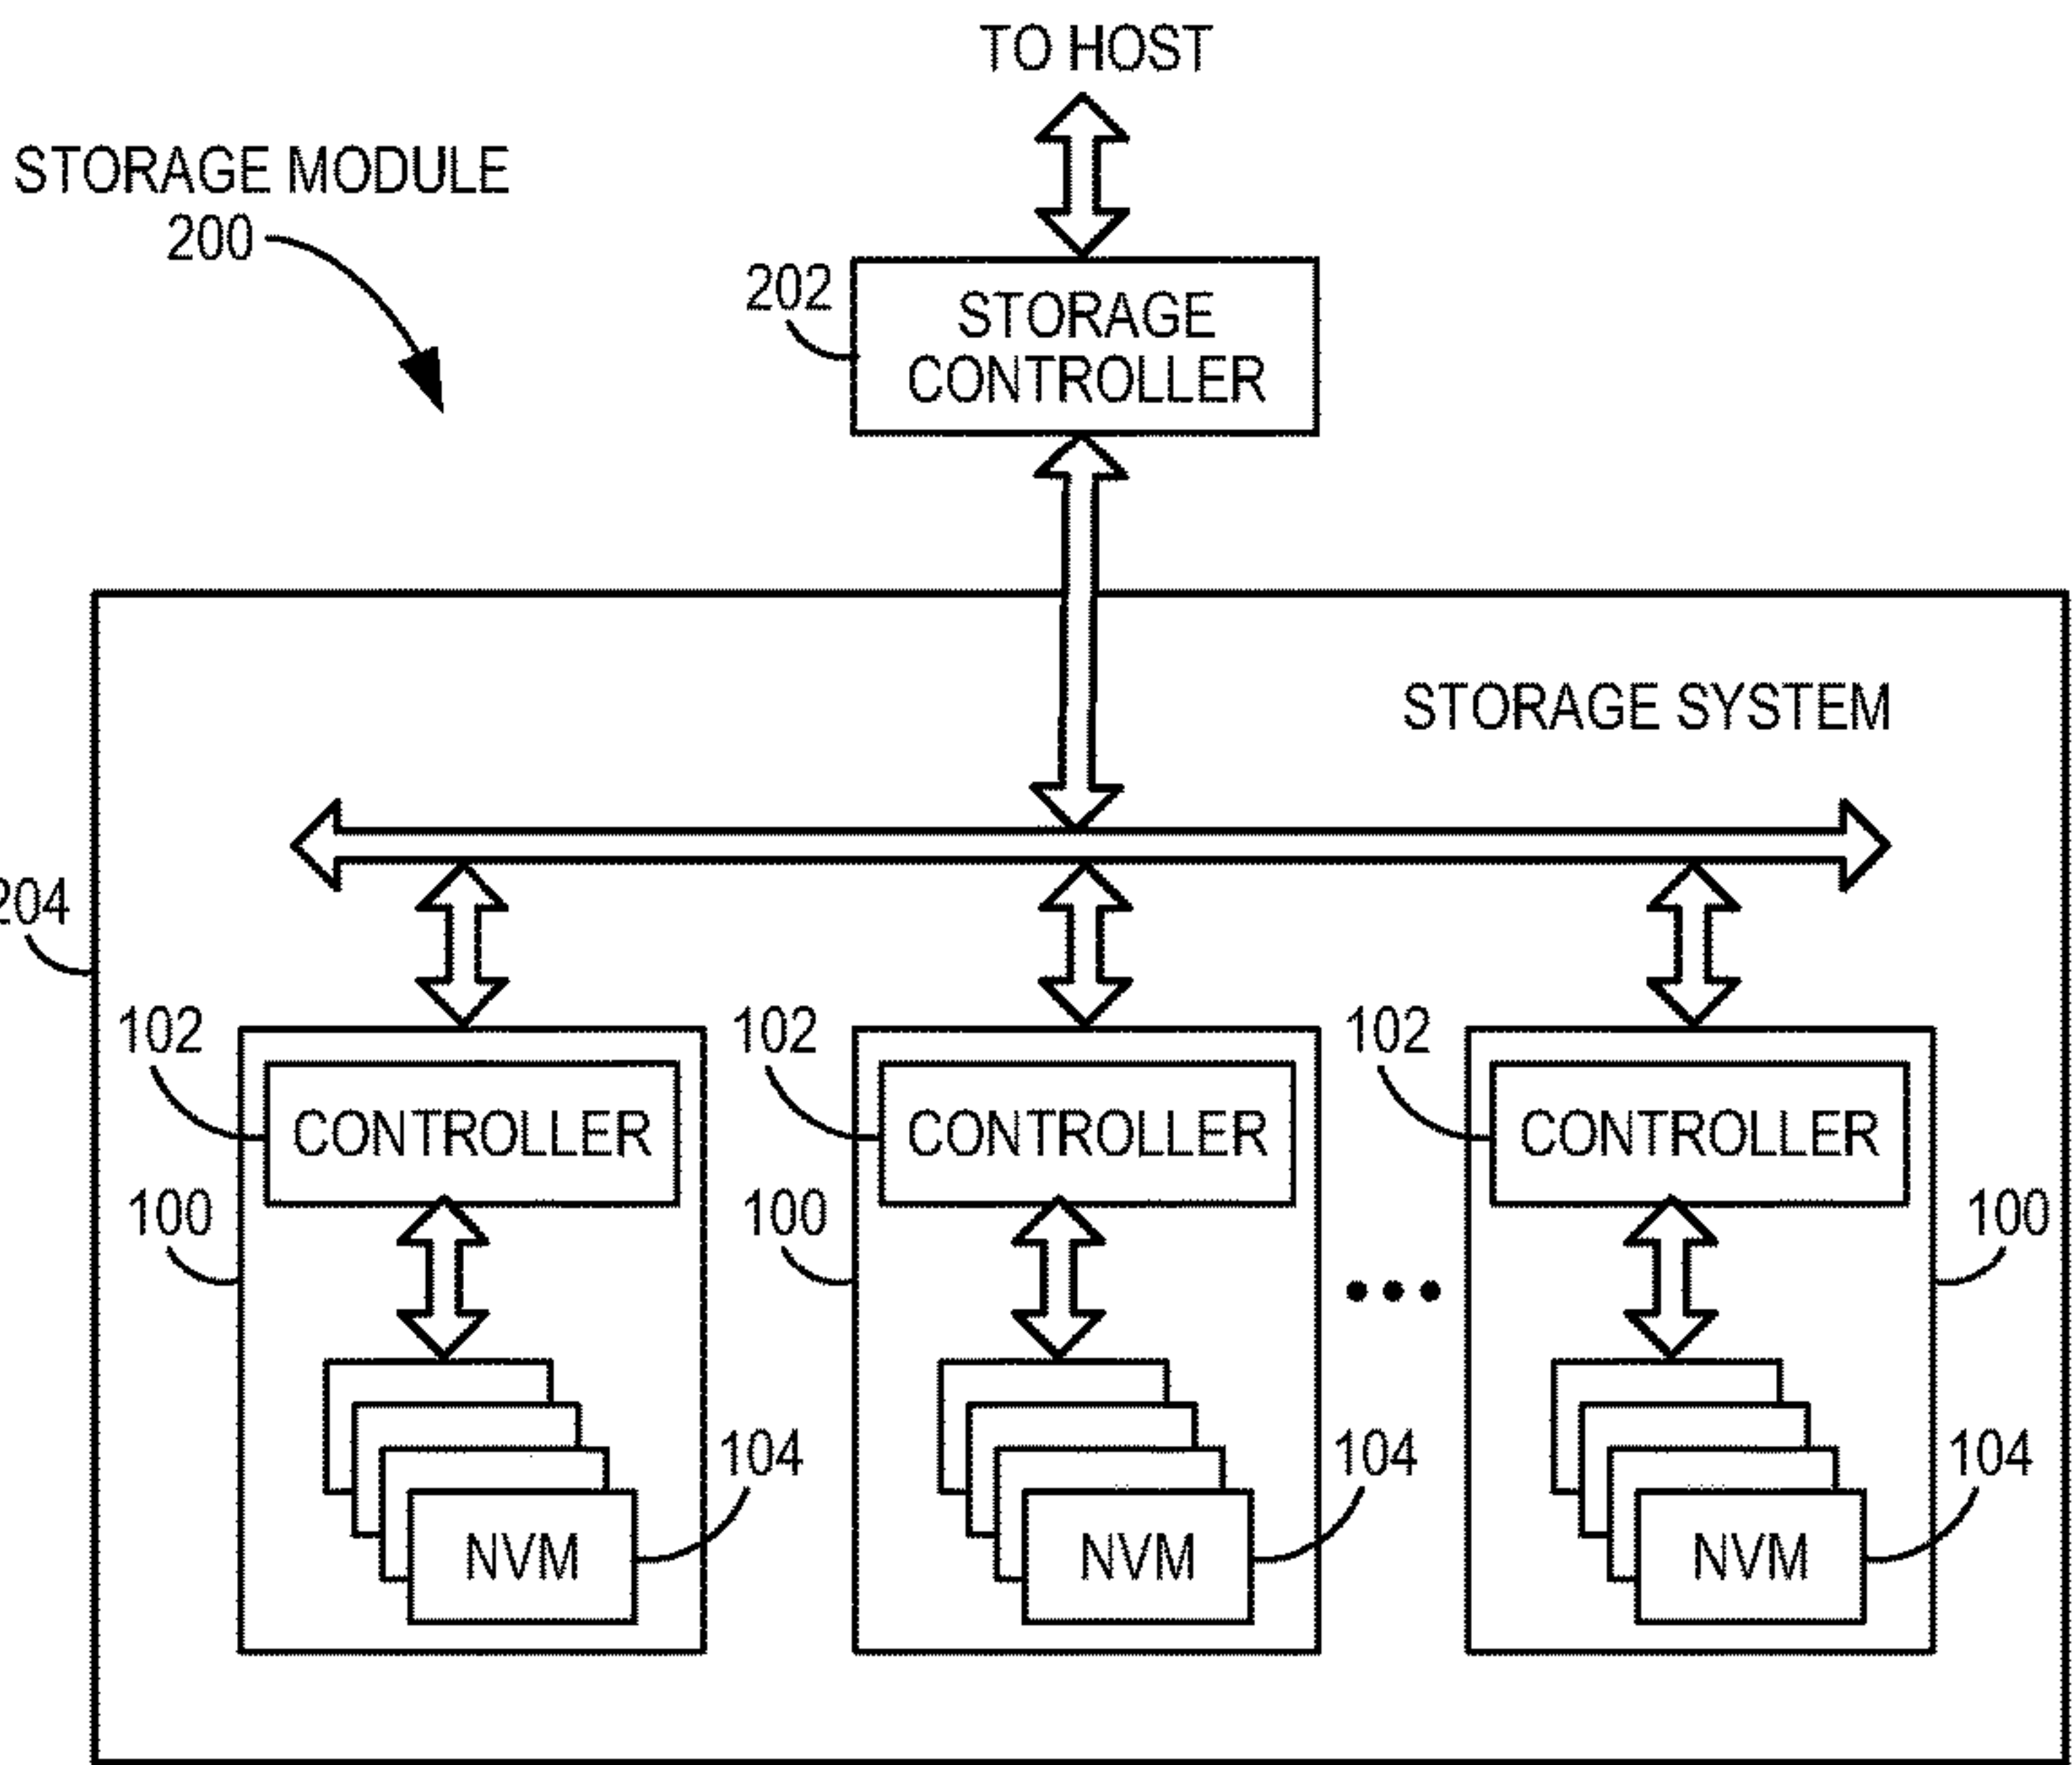 TO HOST
STORAGE MODULE
200
202
STORAGE
CONTROLLER
STORAGE SYSTEM
204
102
102
102
CONTROLLER
CONTROLLER
CONTROLLER
100
100
100
104
104
104
NVM
NVM
NVM